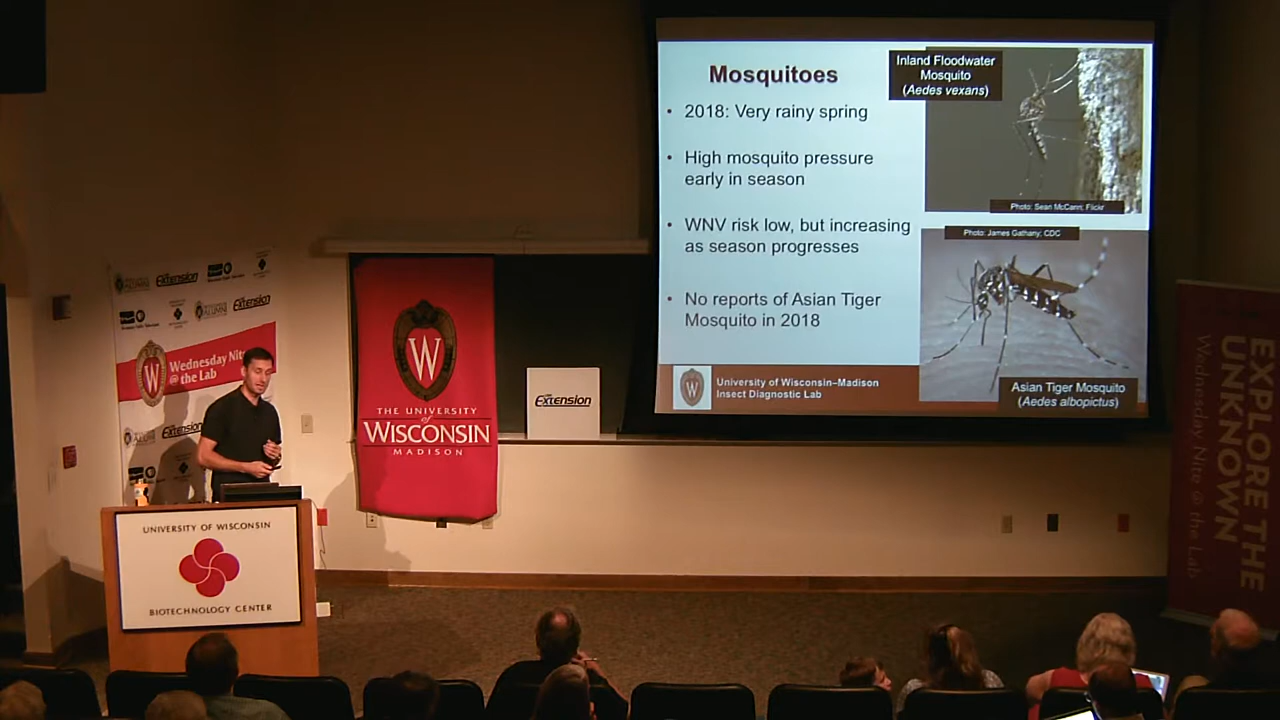 Mosquitoes
• 2018: Very rainy spring
• High mosquito pressure
early in season
• WNV risk low, but increasing
as season progresses
• No reports of Asian Tiger
Mosquito in 2018
University of Wisconsin–Madison
Insect Diagnostic Lab
Inland Floodwater
Mosquito
(Aedes vexans)
Photo: Sean McCann; Flickr
Photo: James Gathany; CDC
Asian Tiger Mosquito
(Aedes albopictus)
Extension
Extension
Wednesday Nite
@ the Lab
W
Extension
W
THE UNIVERSITY
of
WISCONSIN
MADISON
Extension
UNIVERSITY OF WISCONSIN
BIOTECHNOLOGY CENTER
EXPLORE THE
UNKNOWN
Wednesday Nite @ the Lab